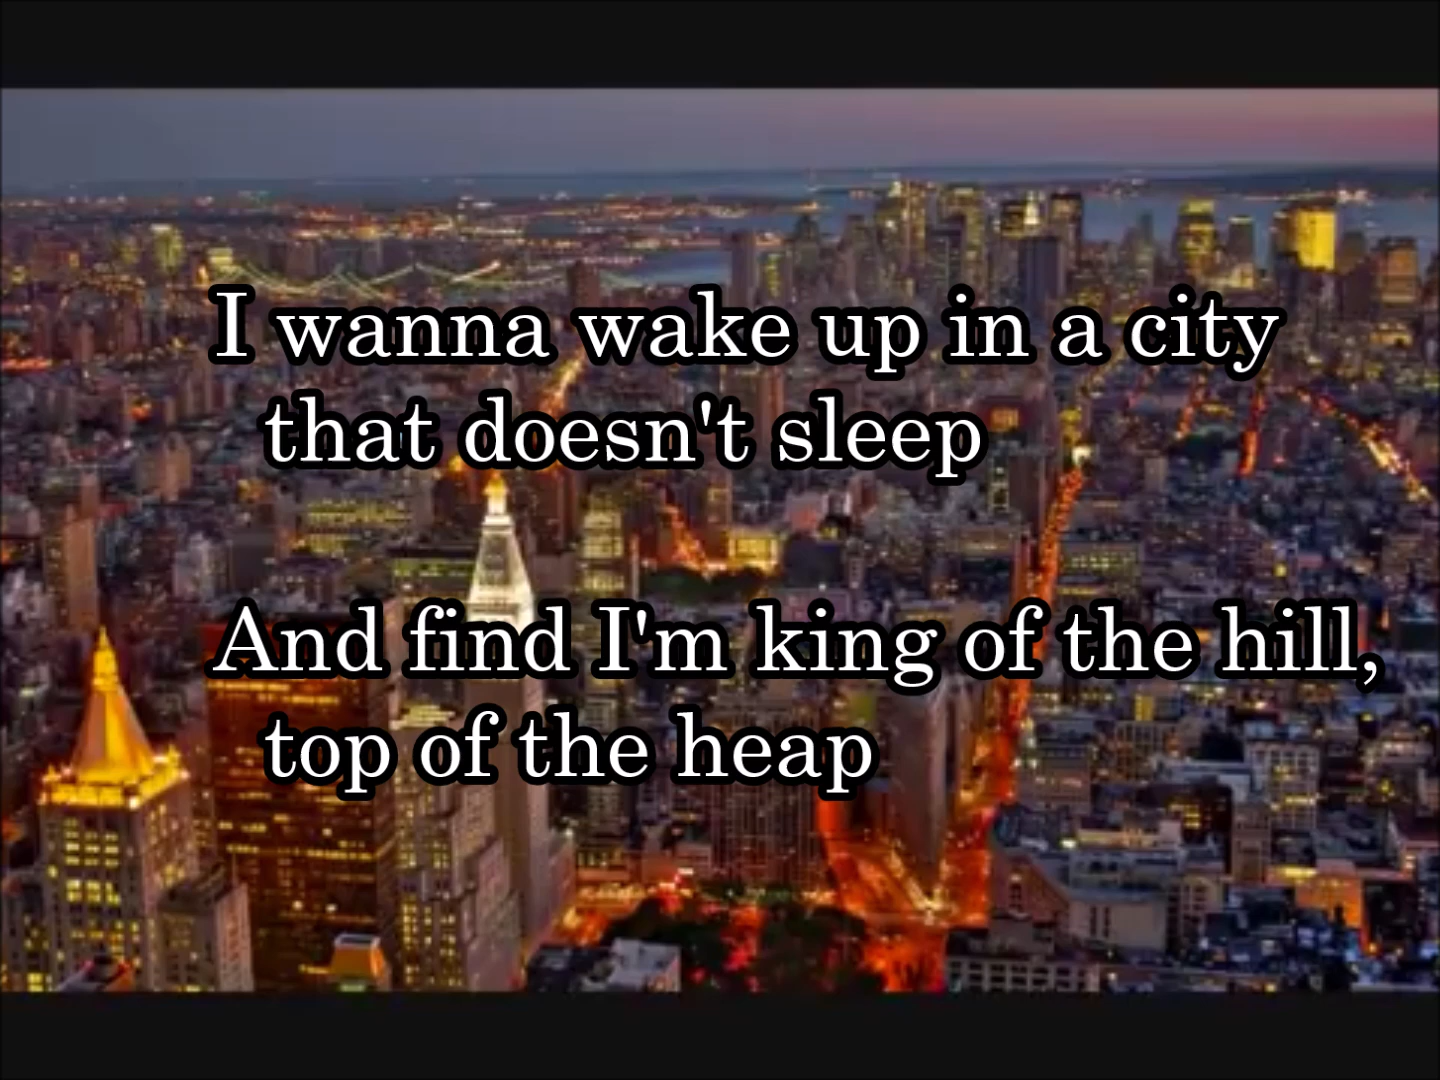 I wanna wake up in a city
that doesn't sleep
And find I'm king of the hill,
top of the heap